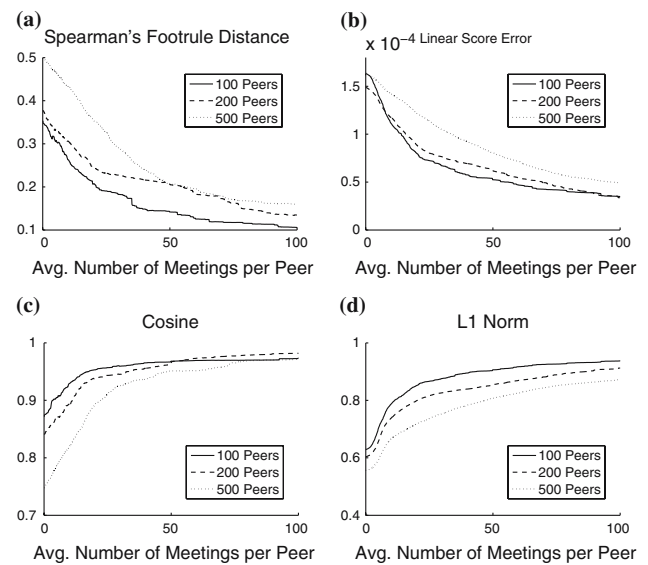 (a)
Spearman's Footrule Distance
0.5
0.4
0.3
0.2
0.1
0 50 100
Avg. Number of Meetings per Peer
100 Peers
200 Peers
500 Peers
(b)
x 10⁻⁴ Linear Score Error
1.5
1
0.5
0
0 50 100
Avg. Number of Meetings per Peer
100 Peers
200 Peers
500 Peers
(c)
Cosine
1
0.9
0.8
0.7
0 50 100
Avg. Number of Meetings per Peer
100 Peers
200 Peers
500 Peers
(d)
L1 Norm
1
0.8
0.6
0.4
0 50 100
Avg. Number of Meetings per Peer
100 Peers
200 Peers
500 Peers